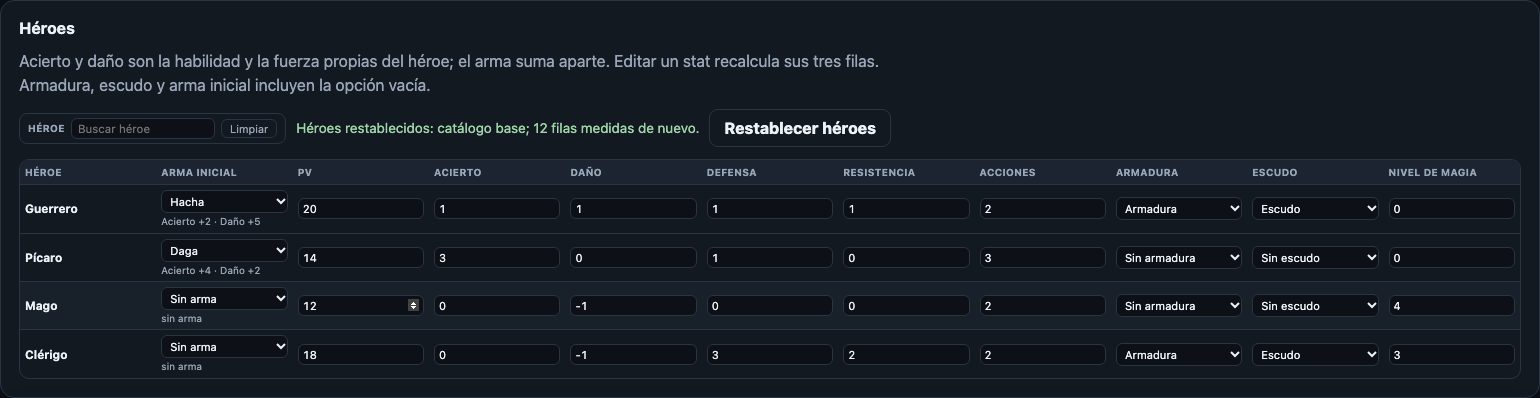 Héroes
Acierto y daño son la habilidad y la fuerza propias del héroe; el arma suma aparte. Editar un stat recalcula sus tres filas.
Armadura, escudo y arma inicial incluyen la opción vacía.
HÉROE Buscar héroe Limpiar Héroes restablecidos: catálogo base; 12 filas medidas de nuevo. Restablecer héroes
HÉROE ARMA INICIAL PV ACIERTO DAÑO DEFENSA RESISTENCIA ACCIONES ARMADURA ESCUDO NIVEL DE MAGIA
Guerrero Hacha 20 1 1 1 1 2 Armadura Escudo 0
Acierto +2 · Daño +5
Pícaro Daga 14 3 0 1 0 3 Sin armadura Sin escudo 0
Acierto +4 · Daño +2
Mago Sin arma 12 0 -1 0 0 2 Sin armadura Sin escudo 4
sin arma
Clérigo Sin arma 18 0 -1 3 2 2 Armadura Escudo 3
sin arma